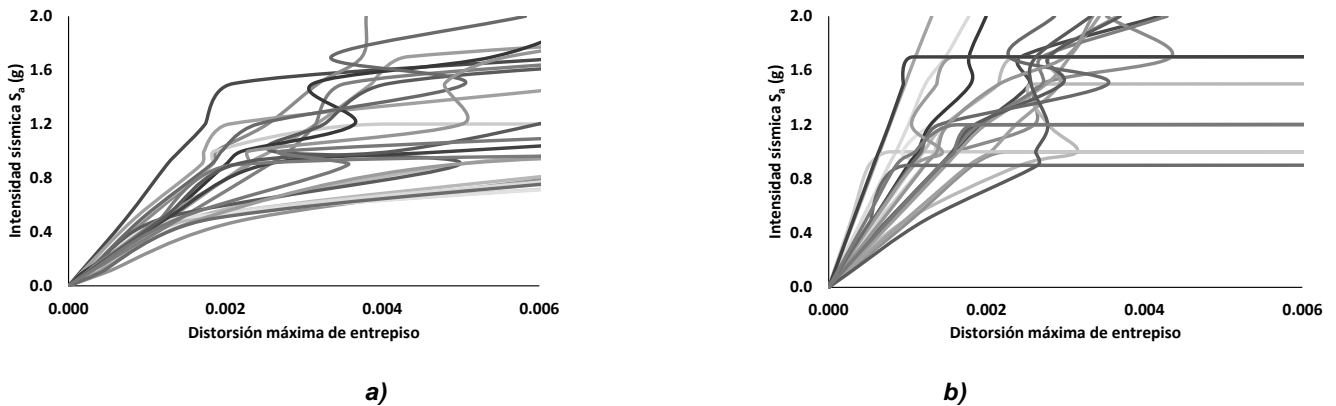 2.0
1.6
1.2
0.8
0.4
0.0
Intensidad sísmica Sa (g)
0.000 0.002 0.004 0.006
Distorsión máxima de entrepiso
a)
2.0
1.6
1.2
0.8
0.4
0.0
Intensidad sísmica Sa (g)
0.000 0.002 0.004 0.006
Distorsión máxima de entrepiso
b)